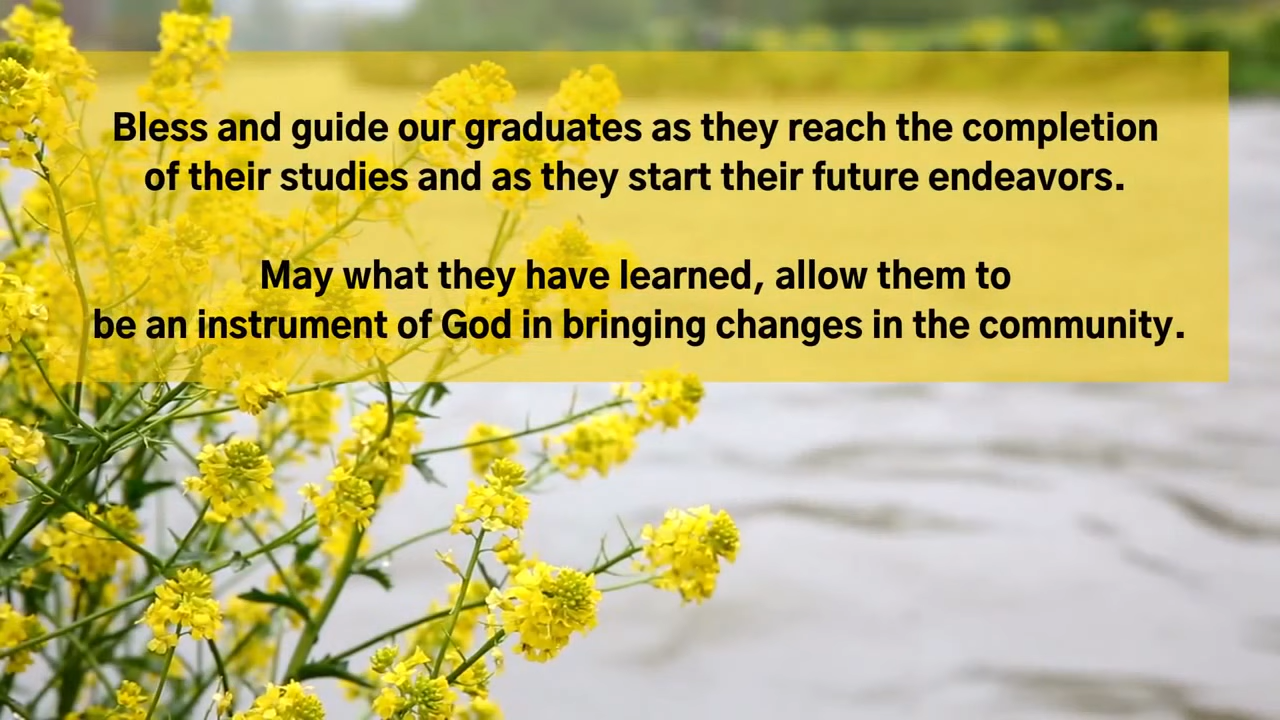 Bless and guide our graduates as they reach the completion
of their studies and as they start their future endeavors.
May what they have learned, allow them to
be an instrument of God in bringing changes in the community.